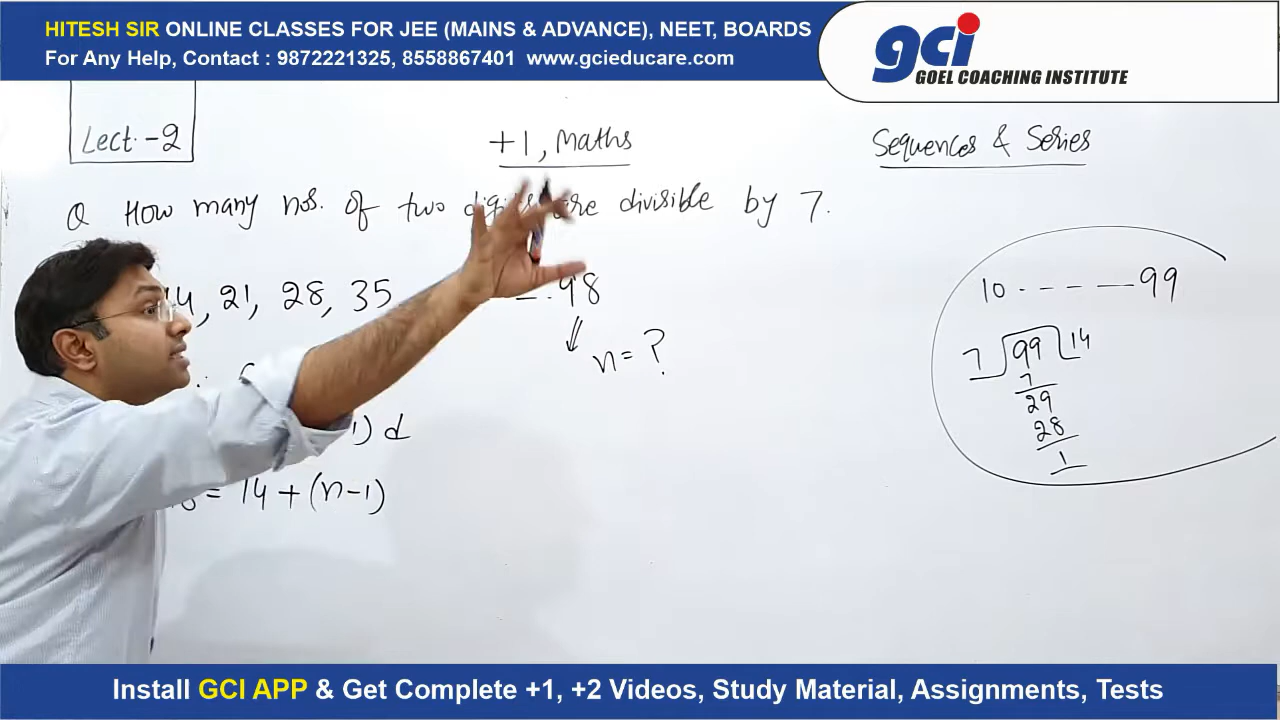 HITESH SIR ONLINE CLASSES FOR JEE (MAINS & ADVANCE), NEET, BOARDS
For Any Help, Contact : 9872221325, 8558867401 www.gcieducare.com
gci
GOEL COACHING INSTITUTE
Lect. -2
+1, Maths
Sequences & Series
Q How many nos. of two are divisible by 7.
21, 28, 35
98
n = ?
) d
= 14 + (n-1)
10 - - - - 99
7 99 14
7
29
28
1
Install GCI APP & Get Complete +1, +2 Videos, Study Material, Assignments, Tests